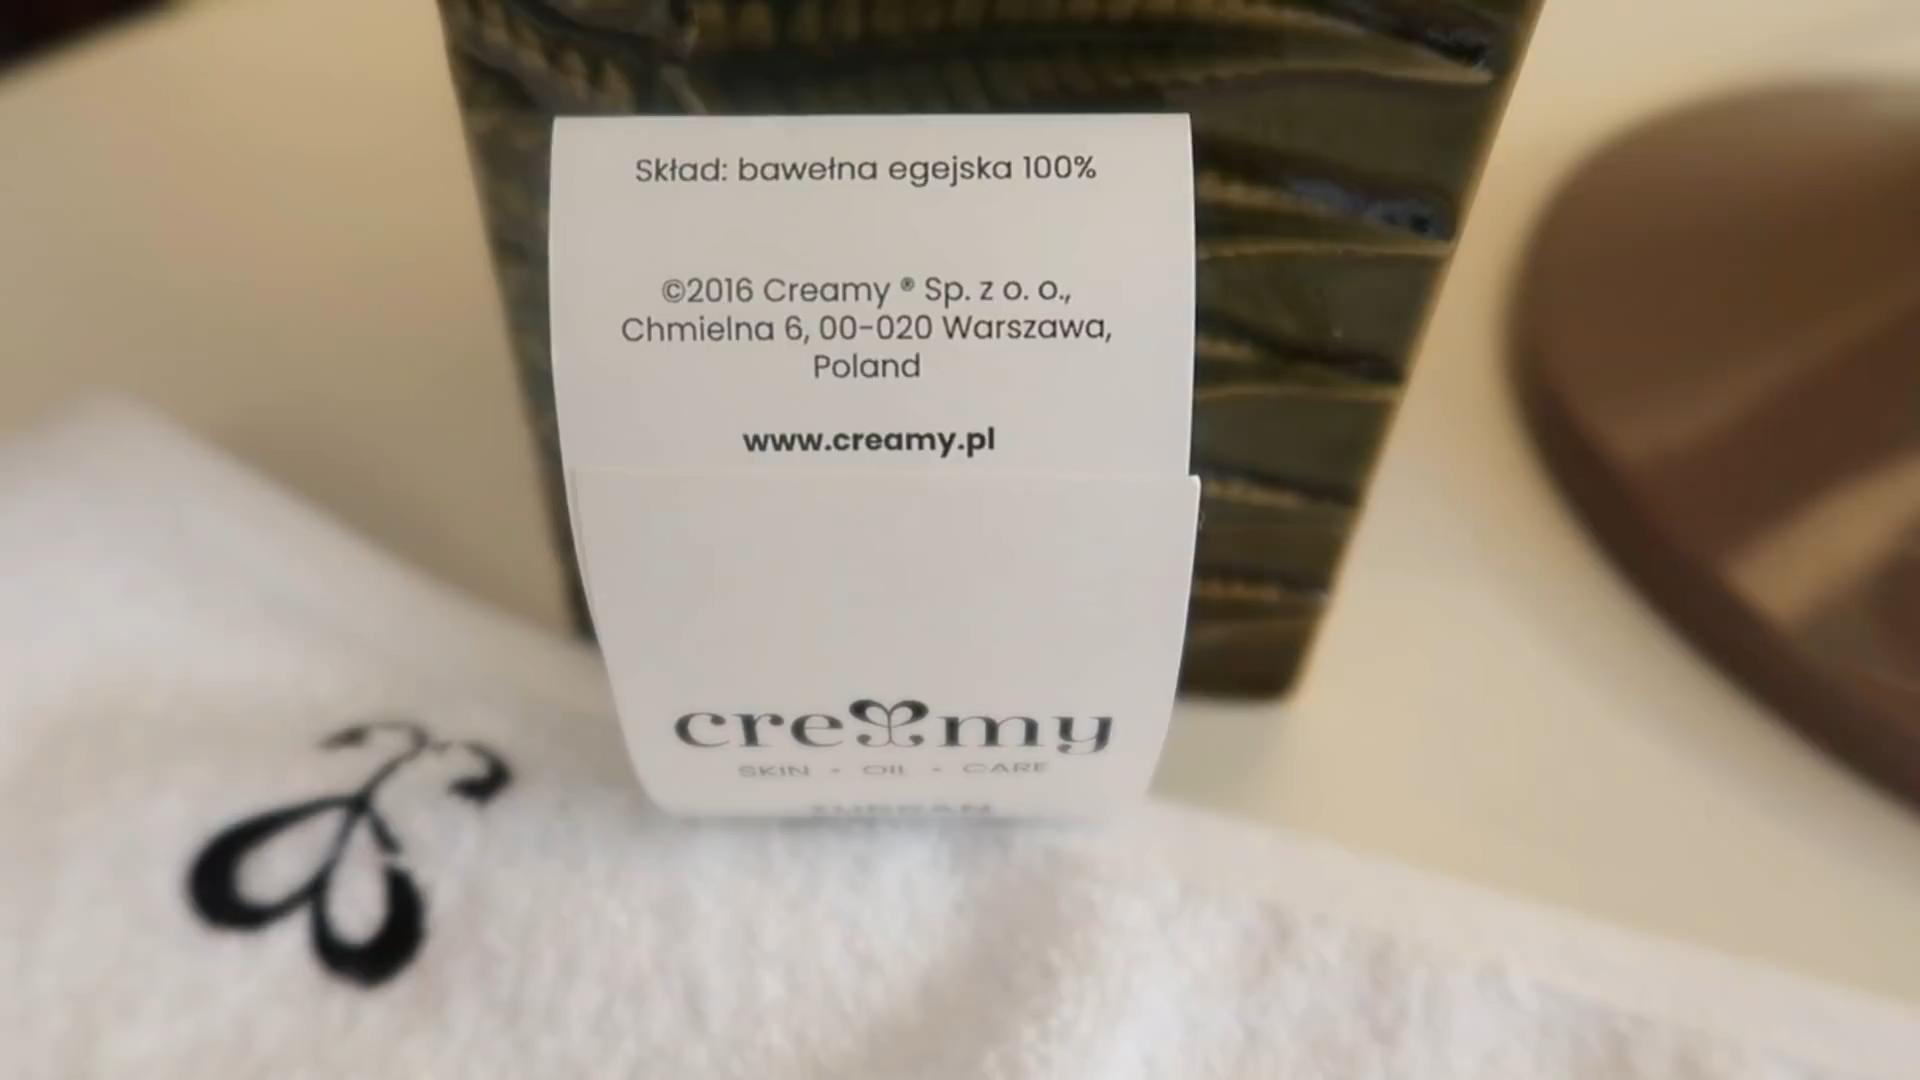 Skład: bawełna egejska 100%
©2016 Creamy ® Sp. z o. o.,
Chmielna 6, 00-020 Warszawa,
Poland
www.creamy.pl
creamy
SKIN - OIL - CARE
TURBAN